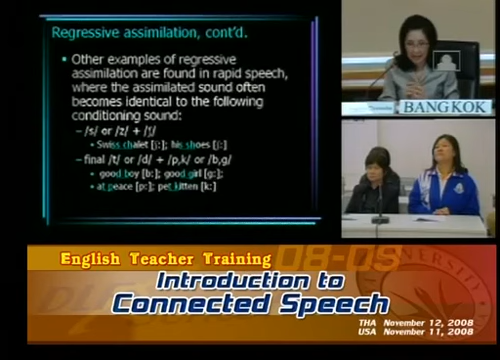 Regressive assimilation, cont'd.
• Other examples of regressive
assimilation are found in rapid speech,
where the assimilated sound often
becomes identical to the following
conditioning sound:
– /s/ or /z/ + /ʃ/
• Swiss chalet [ʃ:]; his shoes [ʃ:]
– final /t/ or /d/ + /p,k/ or /b,g/
• good boy [b:]; good girl [g:];
• at peace [p:]; pet kitten [k:]
BANGKOK
English Teacher Training
08-09
Introduction to
Connected Speech
THA November 12, 2008
USA November 11, 2008